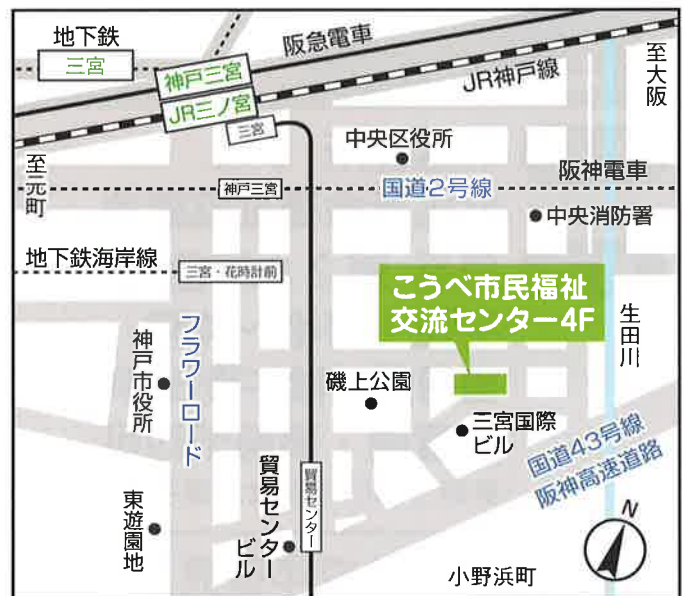 地下鉄
三宮
神戸三宮
阪急電車
JR三ノ宮
三宮
JR神戸線
至大阪
至元町
中央区役所
神戸三宮
国道2号線
阪神電車
中央消防署
地下鉄海岸線
三宮・花時計前
こうべ市民福祉
交流センター4F
生田川
フラワーロード
神戸市役所
磯上公園
三宮国際
ビル
国道43号線
阪神高速道路
貿易センター
ビル
貿易センター
東遊園地
小野浜町
N